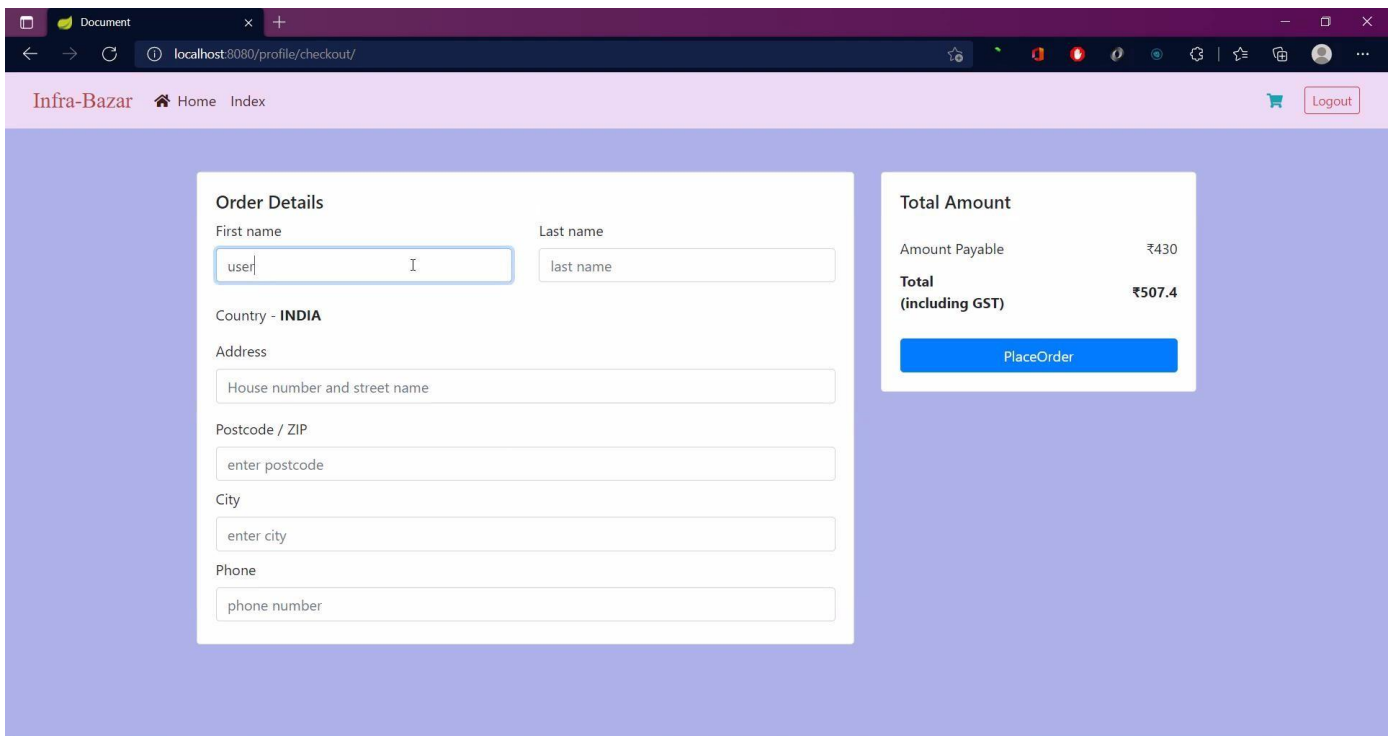 Document
localhost:8080/profile/checkout/
Infra-Bazar Home Index Logout
Order Details
First name Last name
user last name
Country - INDIA
Address
House number and street name
Postcode / ZIP
enter postcode
City
enter city
Phone
phone number
Total Amount
Amount Payable ₹430
Total
(including GST) ₹507.4
PlaceOrder